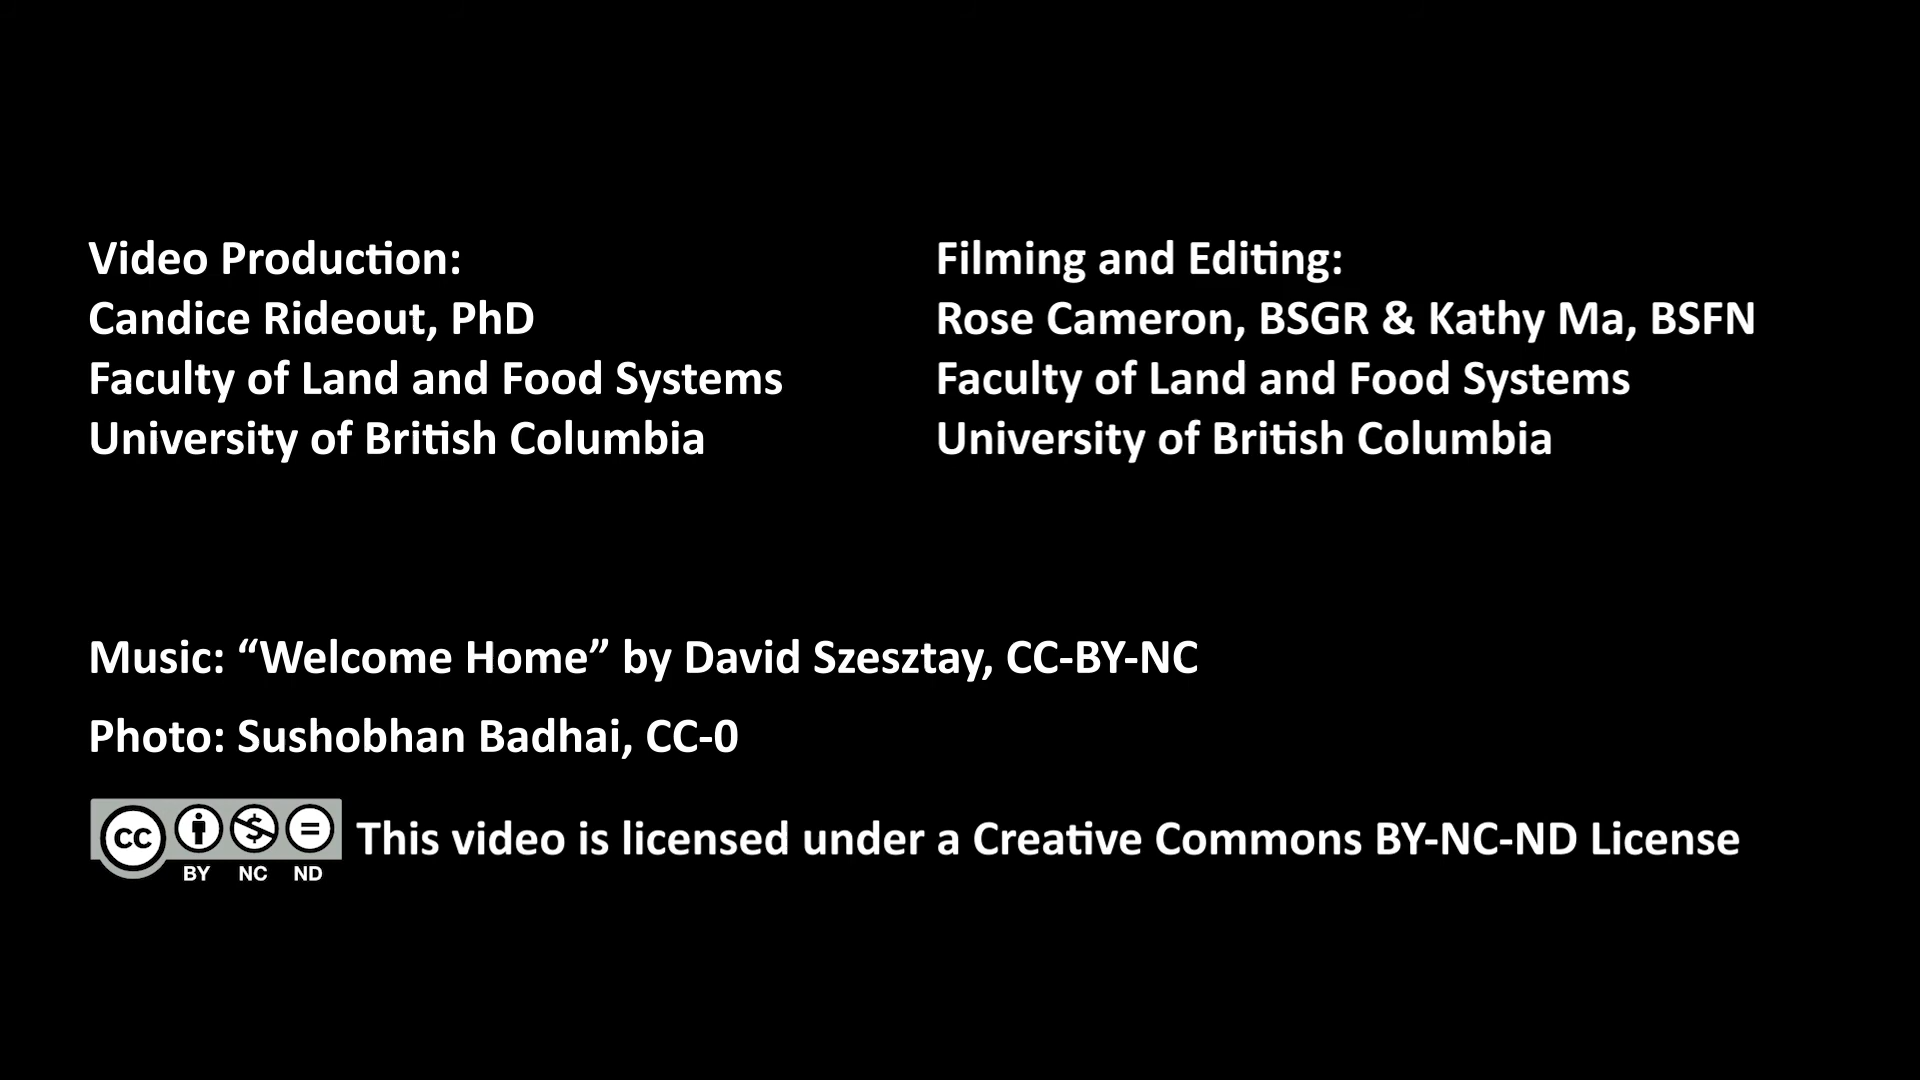 Video Production:
Candice Rideout, PhD
Faculty of Land and Food Systems
University of British Columbia
Filming and Editing:
Rose Cameron, BSGR & Kathy Ma, BSFN
Faculty of Land and Food Systems
University of British Columbia
Music: “Welcome Home” by David Szesztay, CC-BY-NC
Photo: Sushobhan Badhai, CC-0
cc $ = This video is licensed under a Creative Commons BY-NC-ND License
BY NC ND